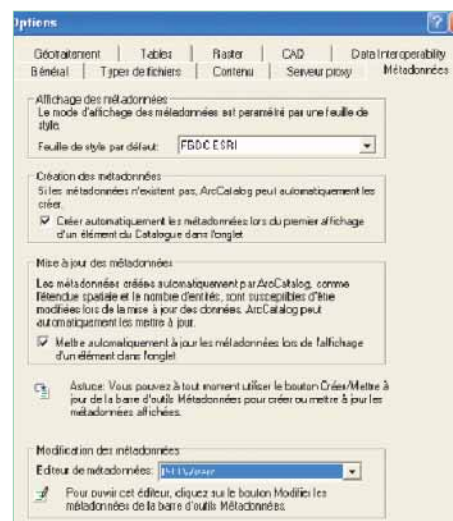 Options
Géotraitement Tables Raster CAD Data Interoperability
Général Types de fichiers Contenu Serveur proxy Métadonnées
Affichage des métadonnées
Le mode d'affichage des métadonnées est paramétré par une feuille de
style.
Feuille de style par défaut: FGDC ESRI
Création des métadonnées
Si les métadonnées n'existent pas, ArcCatalog peut automatiquement les
créer.
Créer automatiquement les métadonnées lors du premier affichage
d'un élément du Catalogue dans l'onglet
Mise à jour des métadonnées
Les métadonnées créées automatiquement par ArcCatalog, comme
l'étendue spatiale et le nombre d'entités, sont susceptibles d'être
modifiées lors de la mise à jour des données. ArcCatalog peut
automatiquement les mettre à jour.
Mettre automatiquement à jour les métadonnées lors de l'affichage
d'un élément dans l'onglet
Astuce: Vous pouvez à tout moment utiliser le bouton Créer/Mettre à
jour de la barre d'outils Métadonnées pour créer ou mettre à jour les
métadonnées affichées.
Modification des métadonnées
Editeur de métadonnées:
Pour ouvrir cet éditeur, cliquez sur le bouton Modifier les
métadonnées de la barre d'outils Métadonnées.